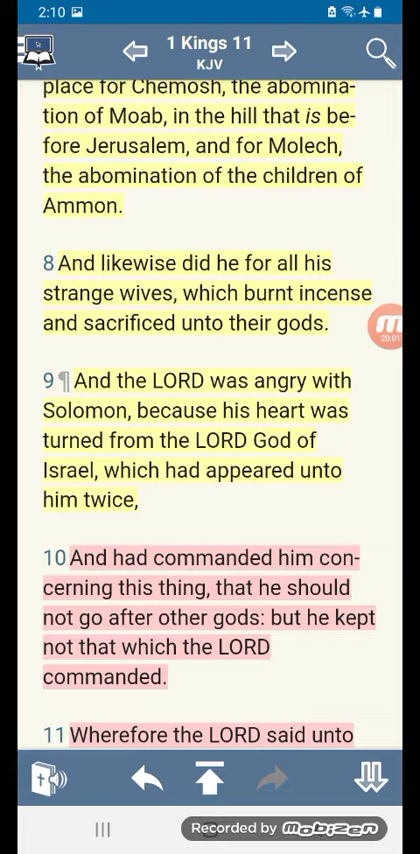 2:10
1 Kings 11
KJV
place for Chemosh, the abomina-
tion of Moab, in the hill that is be-
fore Jerusalem, and for Molech,
the abomination of the children of
Ammon.
8 And likewise did he for all his
strange wives, which burnt incense
and sacrificed unto their gods.
9 ¶ And the LORD was angry with
Solomon, because his heart was
turned from the LORD God of
Israel, which had appeared unto
him twice,
10 And had commanded him con-
cerning this thing, that he should
not go after other gods: but he kept
not that which the LORD
commanded.
11 Wherefore the LORD said unto
m
20:01
Recorded by mobizen